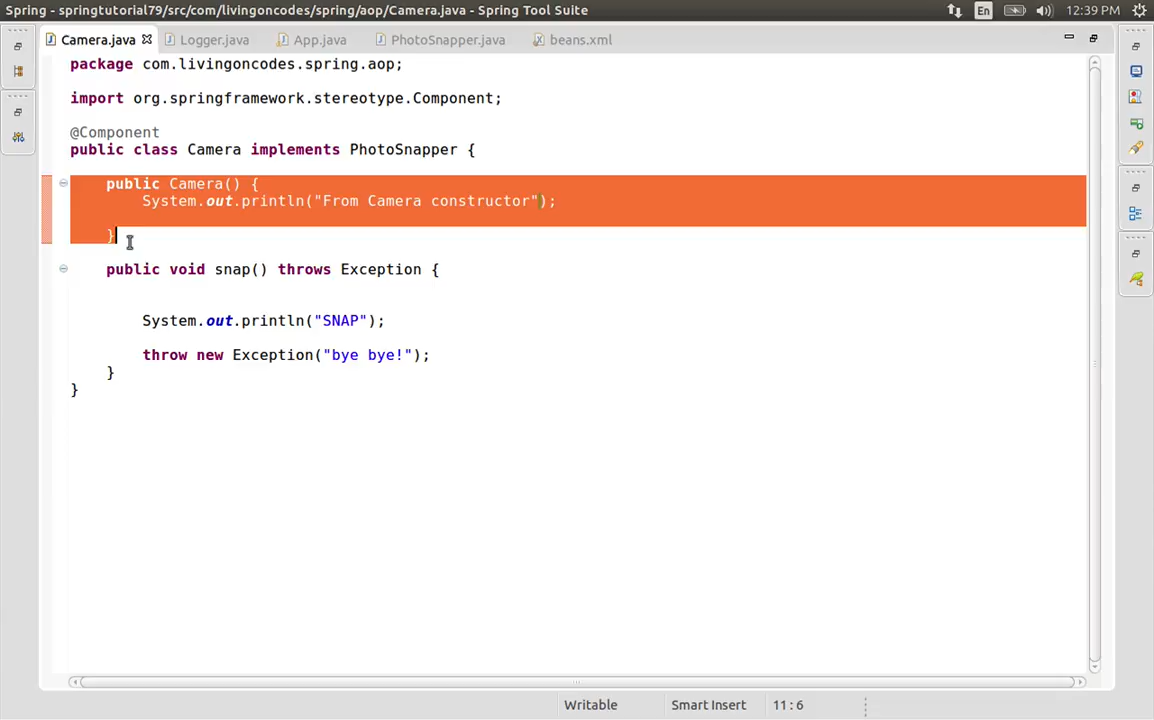 Spring - springtutorial79/src/com/livingoncodes/spring/aop/Camera.java - Spring Tool Suite
En
12:39 PM
Camera.java
Logger.java
App.java
PhotoSnapper.java
beans.xml
package com.livingoncodes.spring.aop;
import org.springframework.stereotype.Component;
@Component
public class Camera implements PhotoSnapper {
public Camera() {
System.out.println("From Camera constructor");
}
public void snap() throws Exception {
System.out.println("SNAP");
throw new Exception("bye bye!");
}
}
Writable
Smart Insert
11 : 6